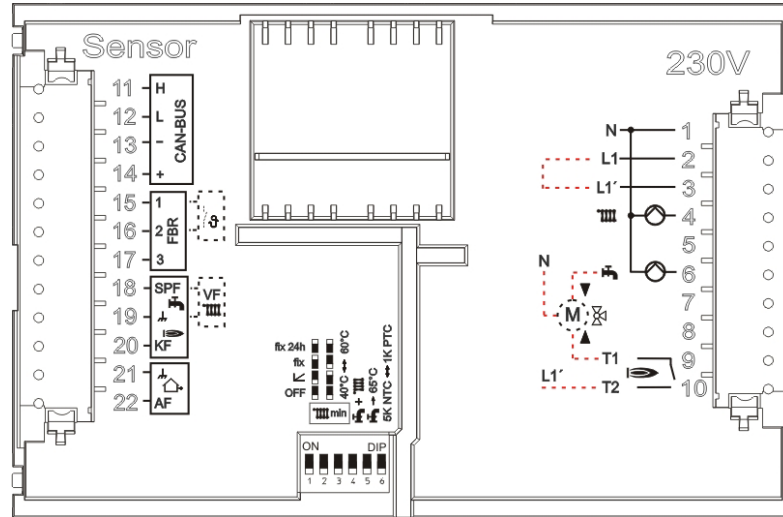 Sensor
230V
11 H
12 L
13 −
14 +
CAN-BUS
15 1
16 2
17 3
FBR
ϑ
18 SPF
19
20 KF
VF
21
22 AF
N 1
L1 2
L1´ 3
4
5
6
7
8
T1 9
T2 10
N
M
L1´
fix 24h
fix
OFF
min
40°C ↔ 60°C
+
→ 65°C
5K NTC ↔ 1K PTC
ON DIP
1 2 3 4 5 6